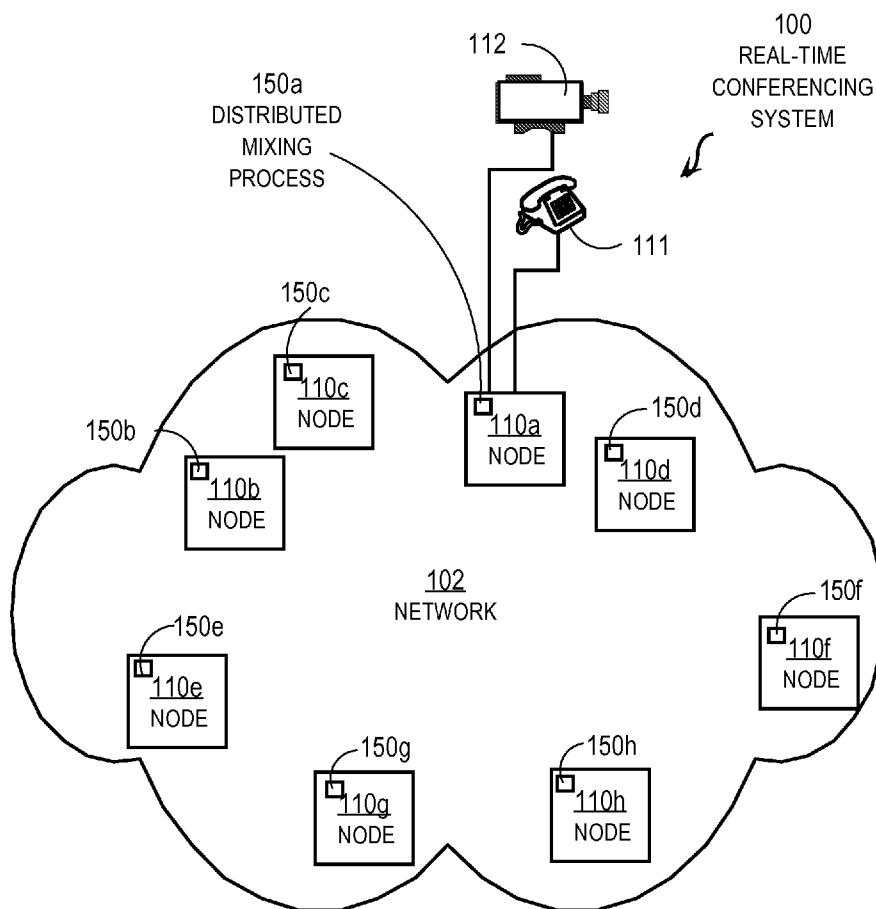 100
REAL-TIME
CONFERENCING
SYSTEM
112
150a
DISTRIBUTED
MIXING
PROCESS
111
150c
110c
NODE
110a
NODE
150d
110d
NODE
150b
110b
NODE
102
NETWORK
150f
110f
NODE
150e
110e
NODE
150g
110g
NODE
150h
110h
NODE